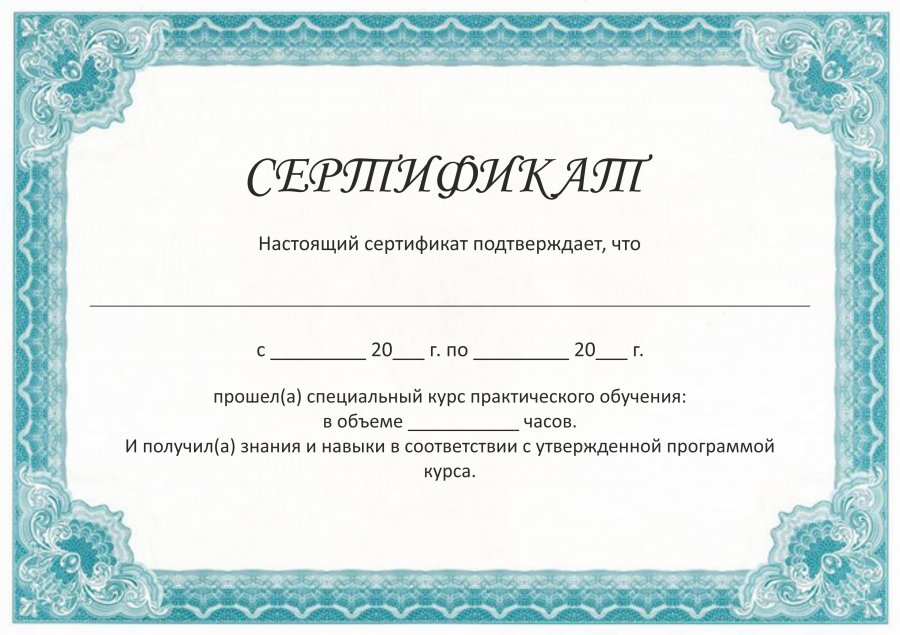 СЕРТИФИКАТ
Настоящий сертификат подтверждает, что
с _________ 20___ г. по _________ 20___ г.
прошел(а) специальный курс практического обучения:
в объеме ___________ часов.
И получил(а) знания и навыки в соответствии с утвержденной программой
курса.